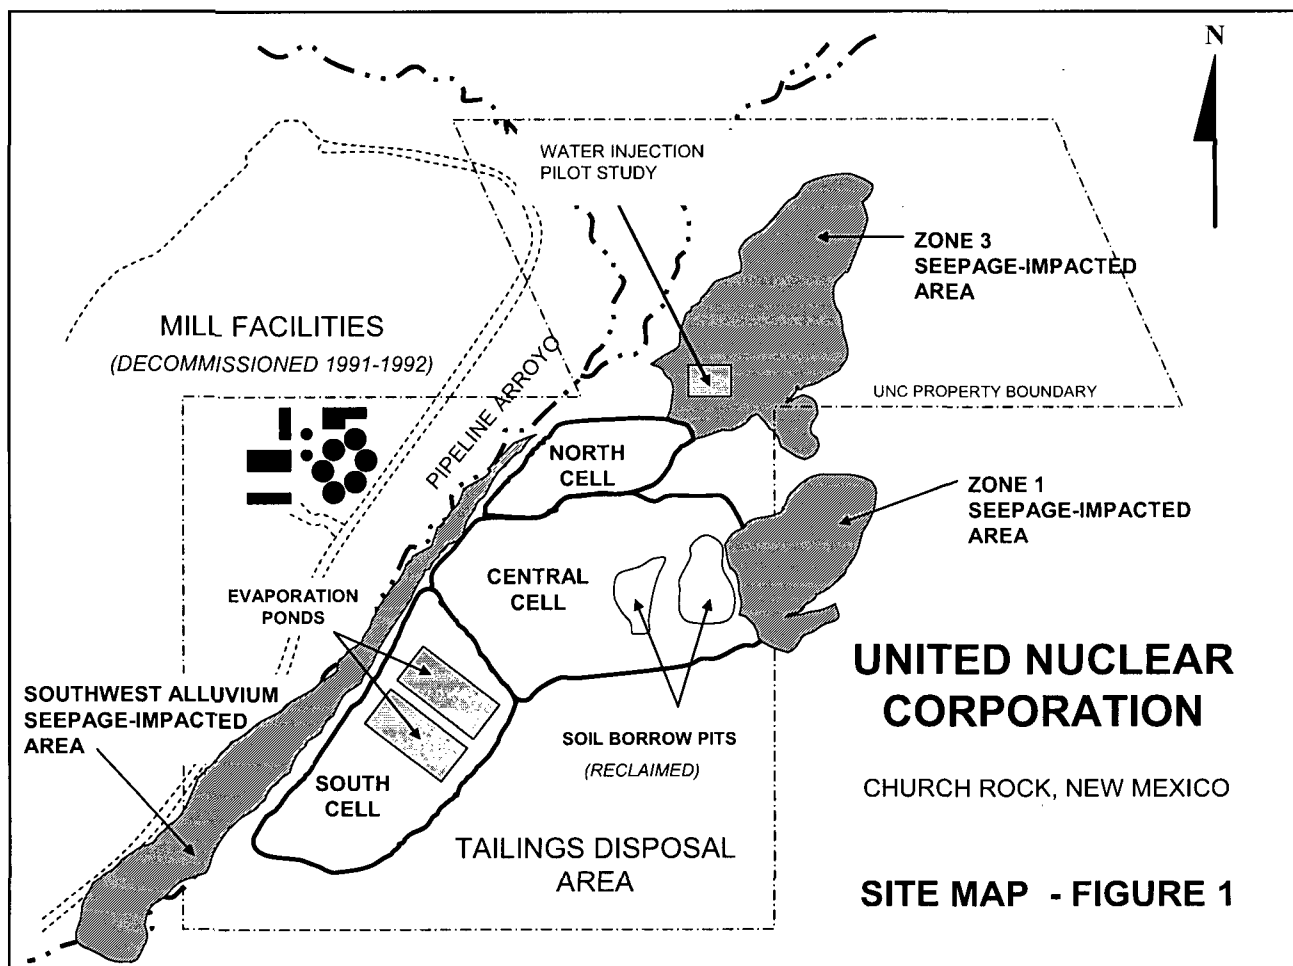 N
WATER INJECTION
PILOT STUDY
ZONE 3
SEEPAGE-IMPACTED
AREA
MILL FACILITIES
(DECOMMISSIONED 1991-1992)
PIPELINE ARROYO
UNC PROPERTY BOUNDARY
NORTH
CELL
ZONE 1
SEEPAGE-IMPACTED
AREA
CENTRAL
CELL
EVAPORATION
PONDS
UNITED NUCLEAR
CORPORATION
SOUTHWEST ALLUVIUM
SEEPAGE-IMPACTED
AREA
SOIL BORROW PITS
(RECLAIMED)
SOUTH
CELL
CHURCH ROCK, NEW MEXICO
TAILINGS DISPOSAL
AREA
SITE MAP - FIGURE 1